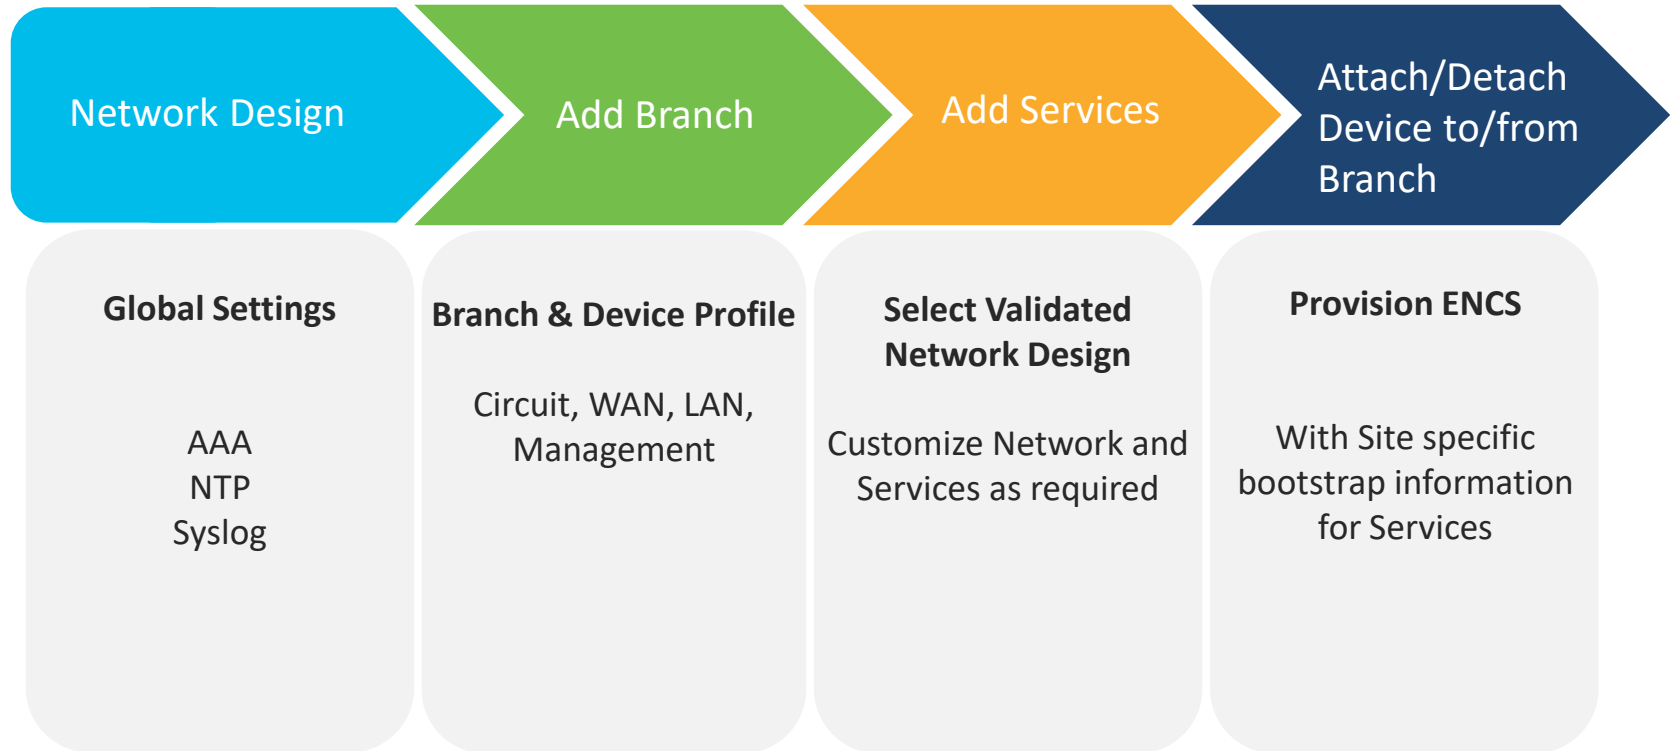 Network Design
Add Branch
Add Services
Attach/Detach
Device to/from
Branch
Global Settings
AAA
NTP
Syslog
Branch & Device Profile
Circuit, WAN, LAN,
Management
Select Validated
Network Design
Customize Network and
Services as required
Provision ENCS
With Site specific
bootstrap information
for Services